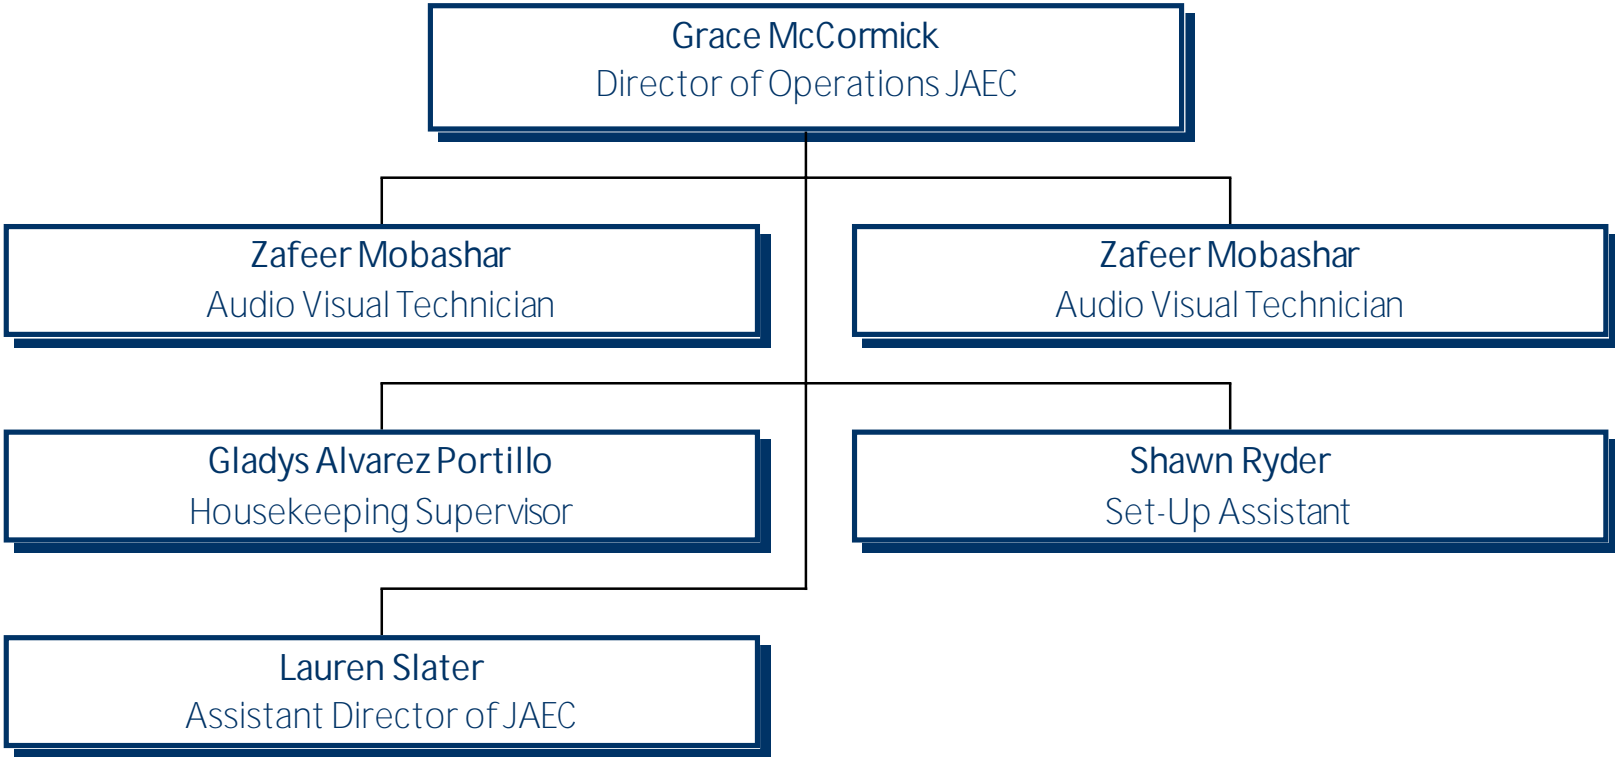 Grace McCormick
Director of Operations JAEC
Zafeer Mobashar
Audio Visual Technician
Zafeer Mobashar
Audio Visual Technician
Gladys Alvarez Portillo
Housekeeping Supervisor
Shawn Ryder
Set-Up Assistant
Lauren Slater
Assistant Director of JAEC